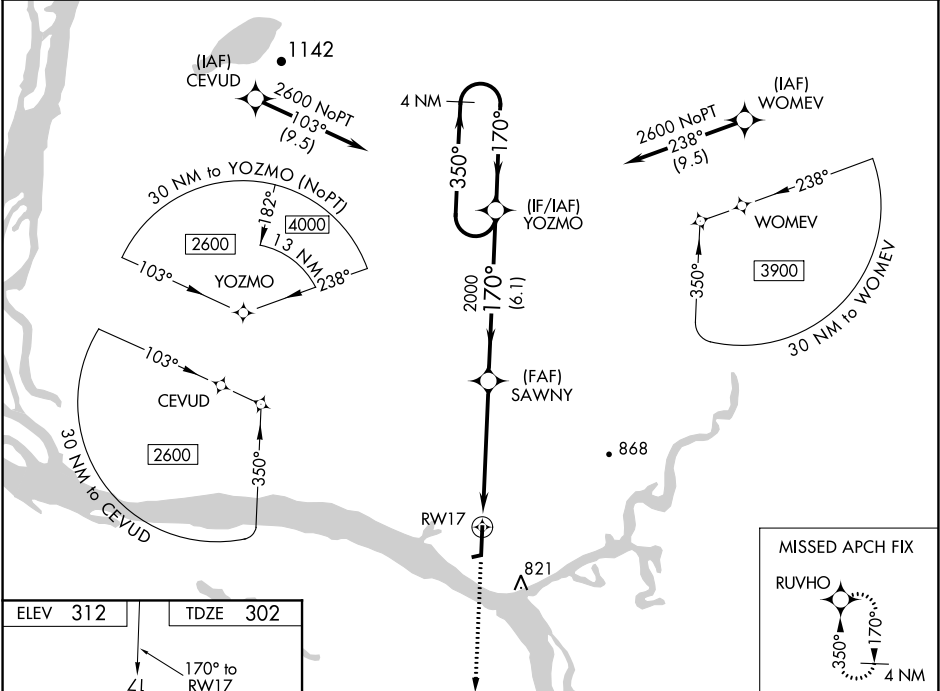 (IAF)
CEVUD
1142
2600 NoPT
103°
(9.5)
4 NM
350°
170°
(IF/IAF)
YOZMO
2000
170°
(6.1)
(FAF)
SAWNY
(IAF)
WOMEV
2600 NoPT
238°
(9.5)
30 NM to YOZMO (NoPT)
182°
4000
2600
13 NM
103°
238°
YOZMO
238°
WOMEV
350°
3900
30 NM to WOMEV
103°
CEVUD
2600
350°
30 NM to CEVUD
868
RW17
821
MISSED APCH FIX
RUVHO
350°
170°
4 NM
ELEV 312
TDZE 302
170° to
RW17
17